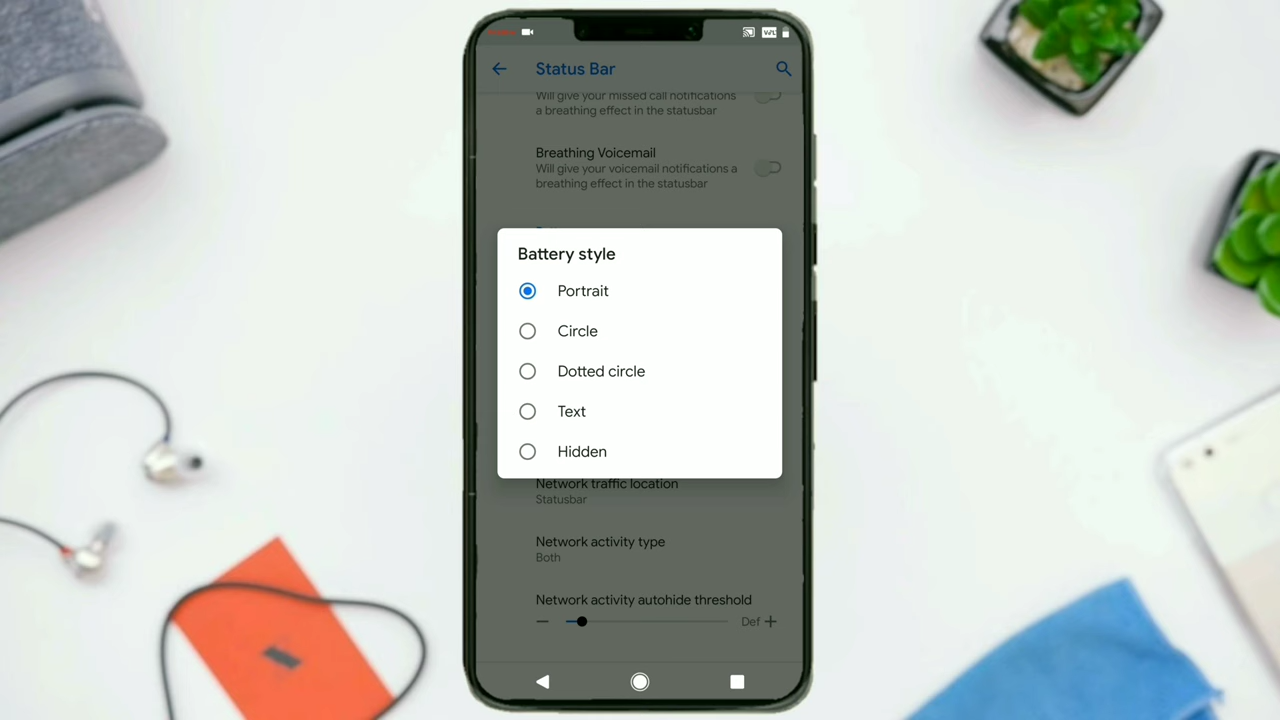 Status Bar
Will give your missed call notifications
a breathing effect in the statusbar
Breathing Voicemail
Will give your voicemail notifications a
breathing effect in the statusbar
Battery style
Portrait
Circle
Dotted circle
Text
Hidden
Network traffic location
Statusbar
Network activity type
Both
Network activity autohide threshold
Def